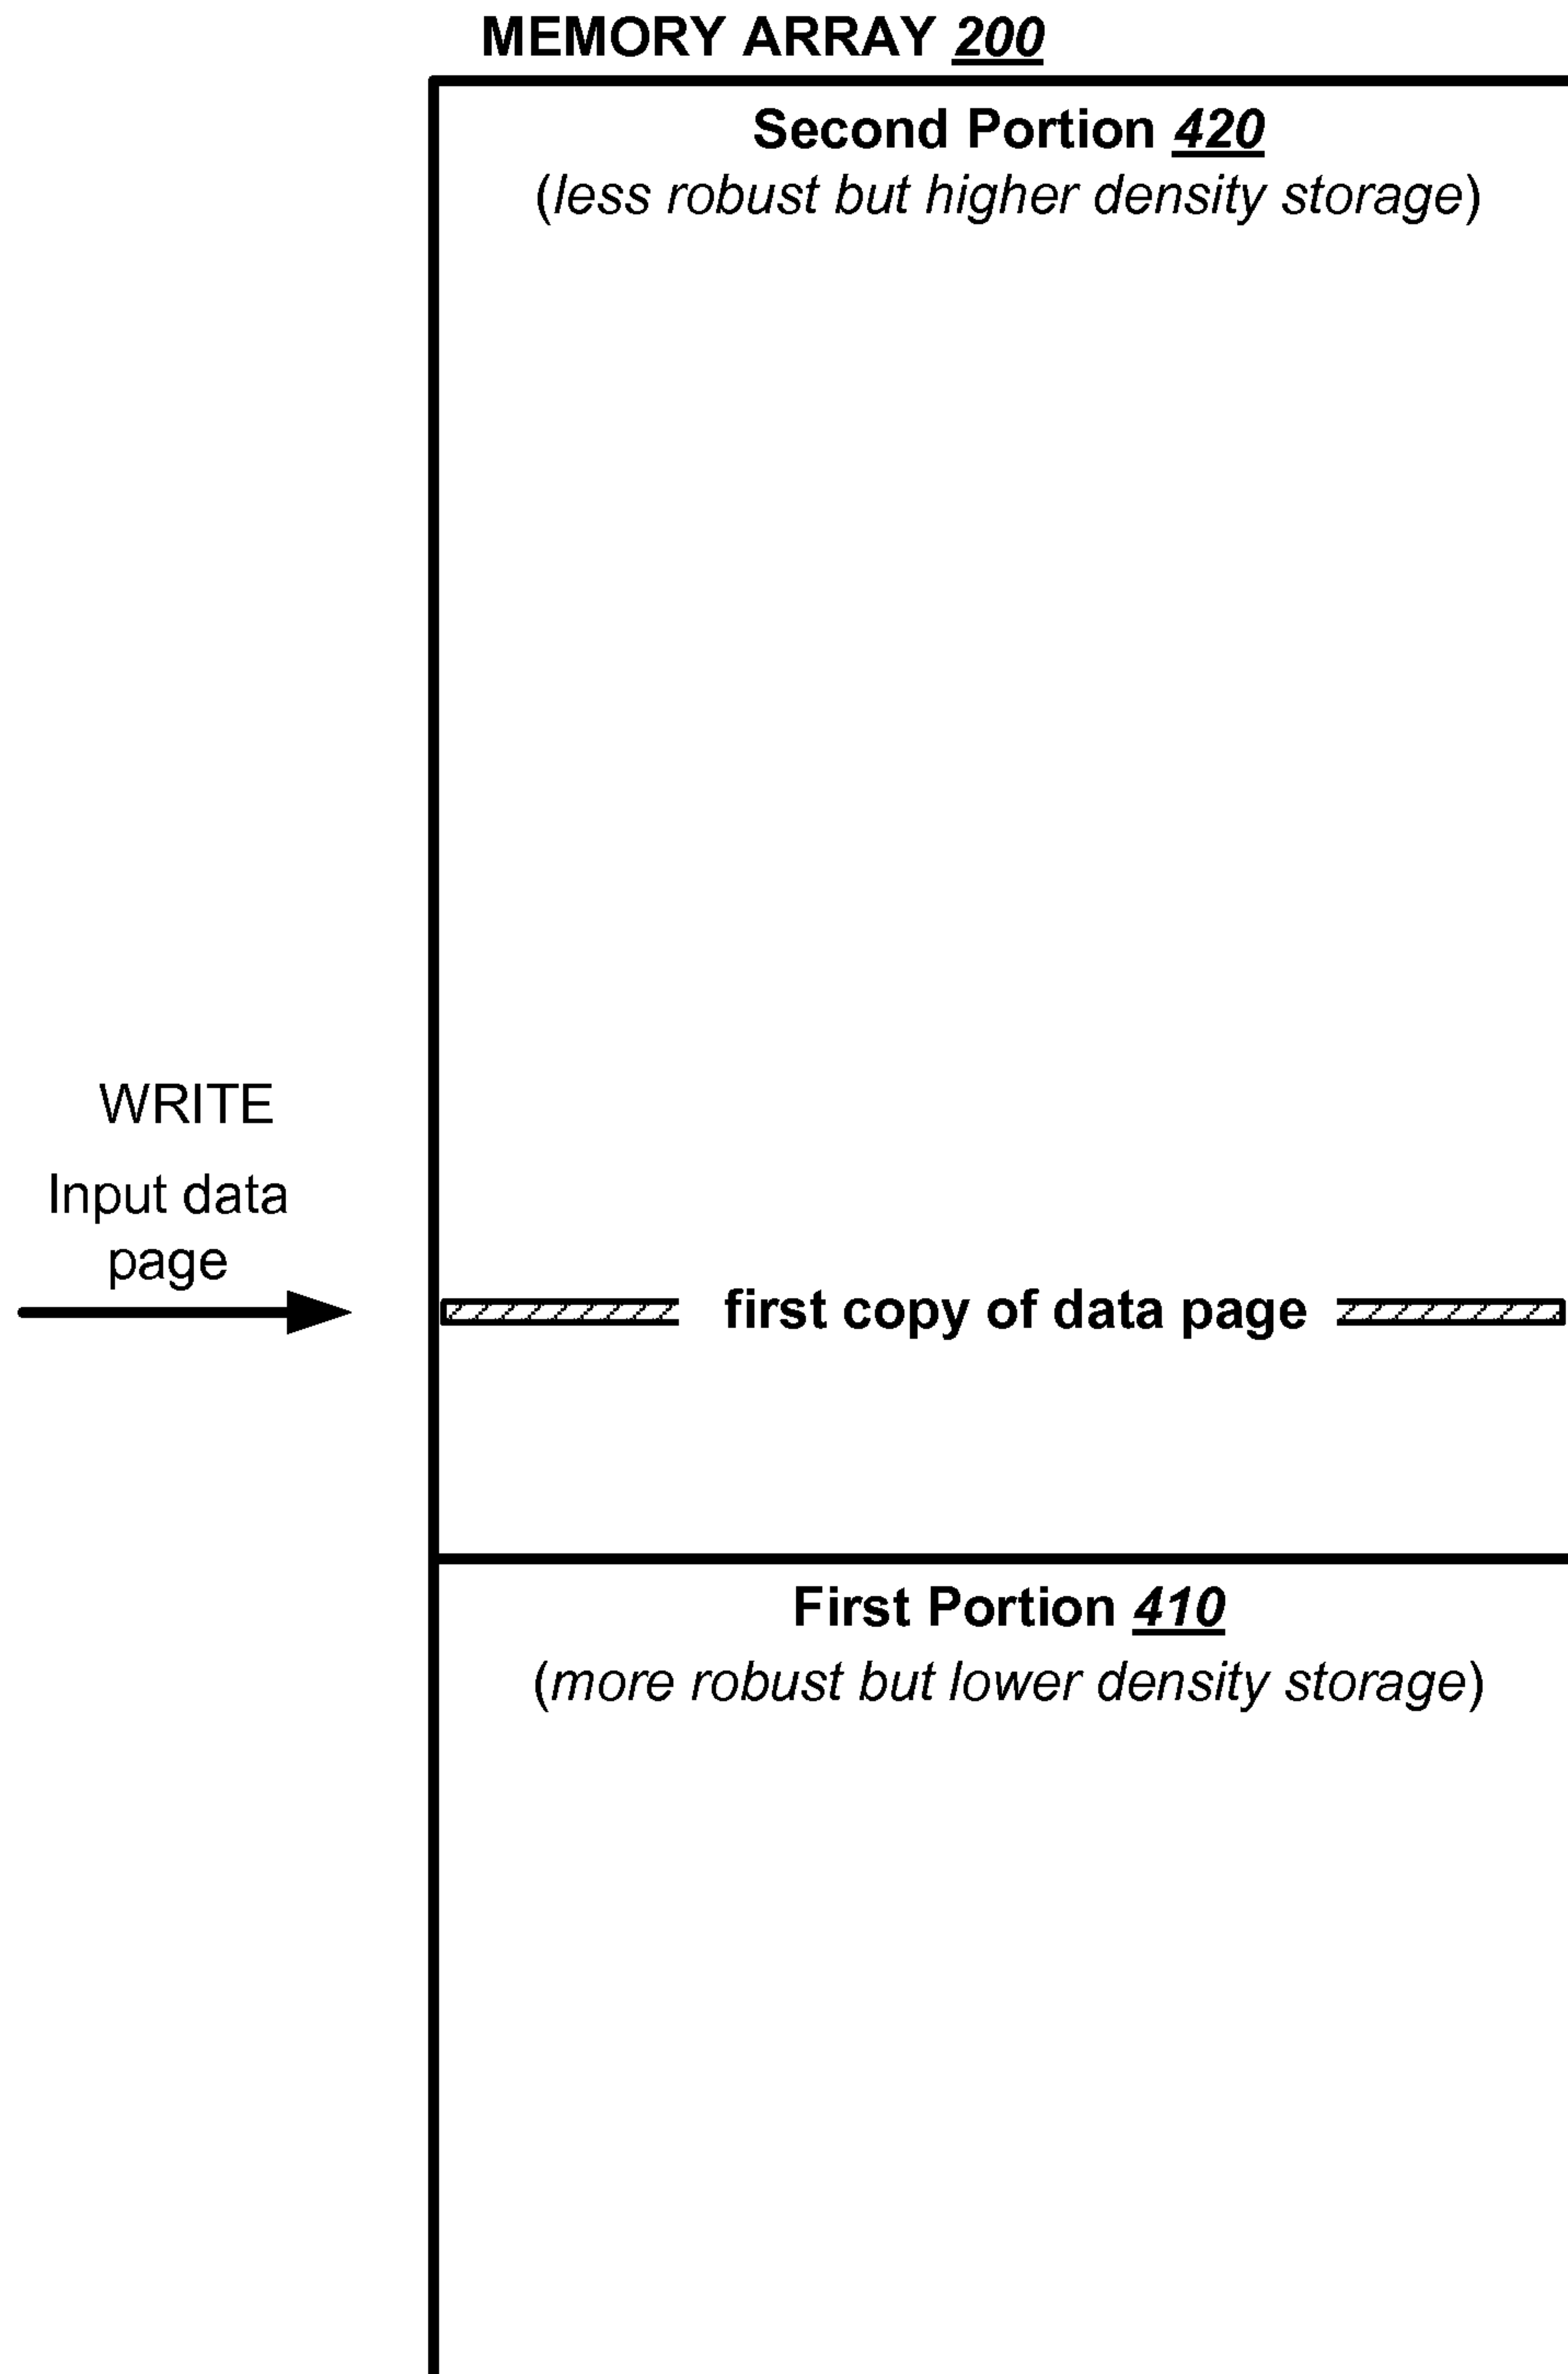 MEMORY ARRAY 200
Second Portion 420
(less robust but higher density storage)
WRITE
Input data
page
first copy of data page
First Portion 410
(more robust but lower density storage)